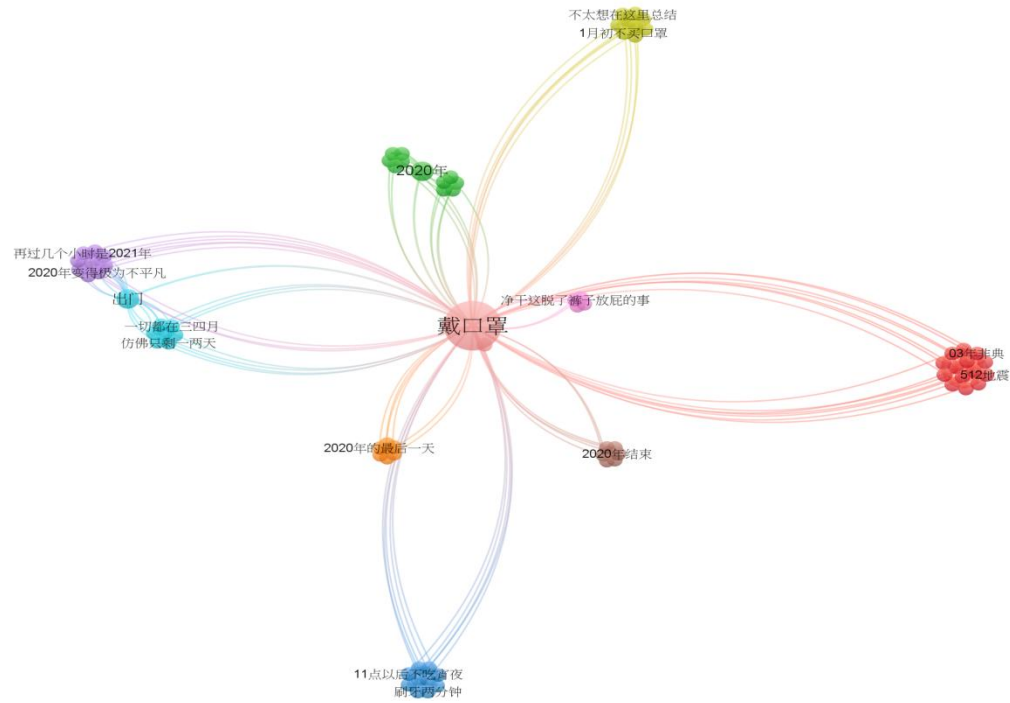 不太想在这里总结
1月初不买口罩
2020年
再过几个小时是2021年
2020年变得极为不平凡
出门
一切都在三四月
仿佛只剩一两天
净干这脱了裤子放屁的事
戴口罩
03年非典
512地震
2020年的最后一天
2020年结束
11点以后不吃宵夜
刷牙两分钟